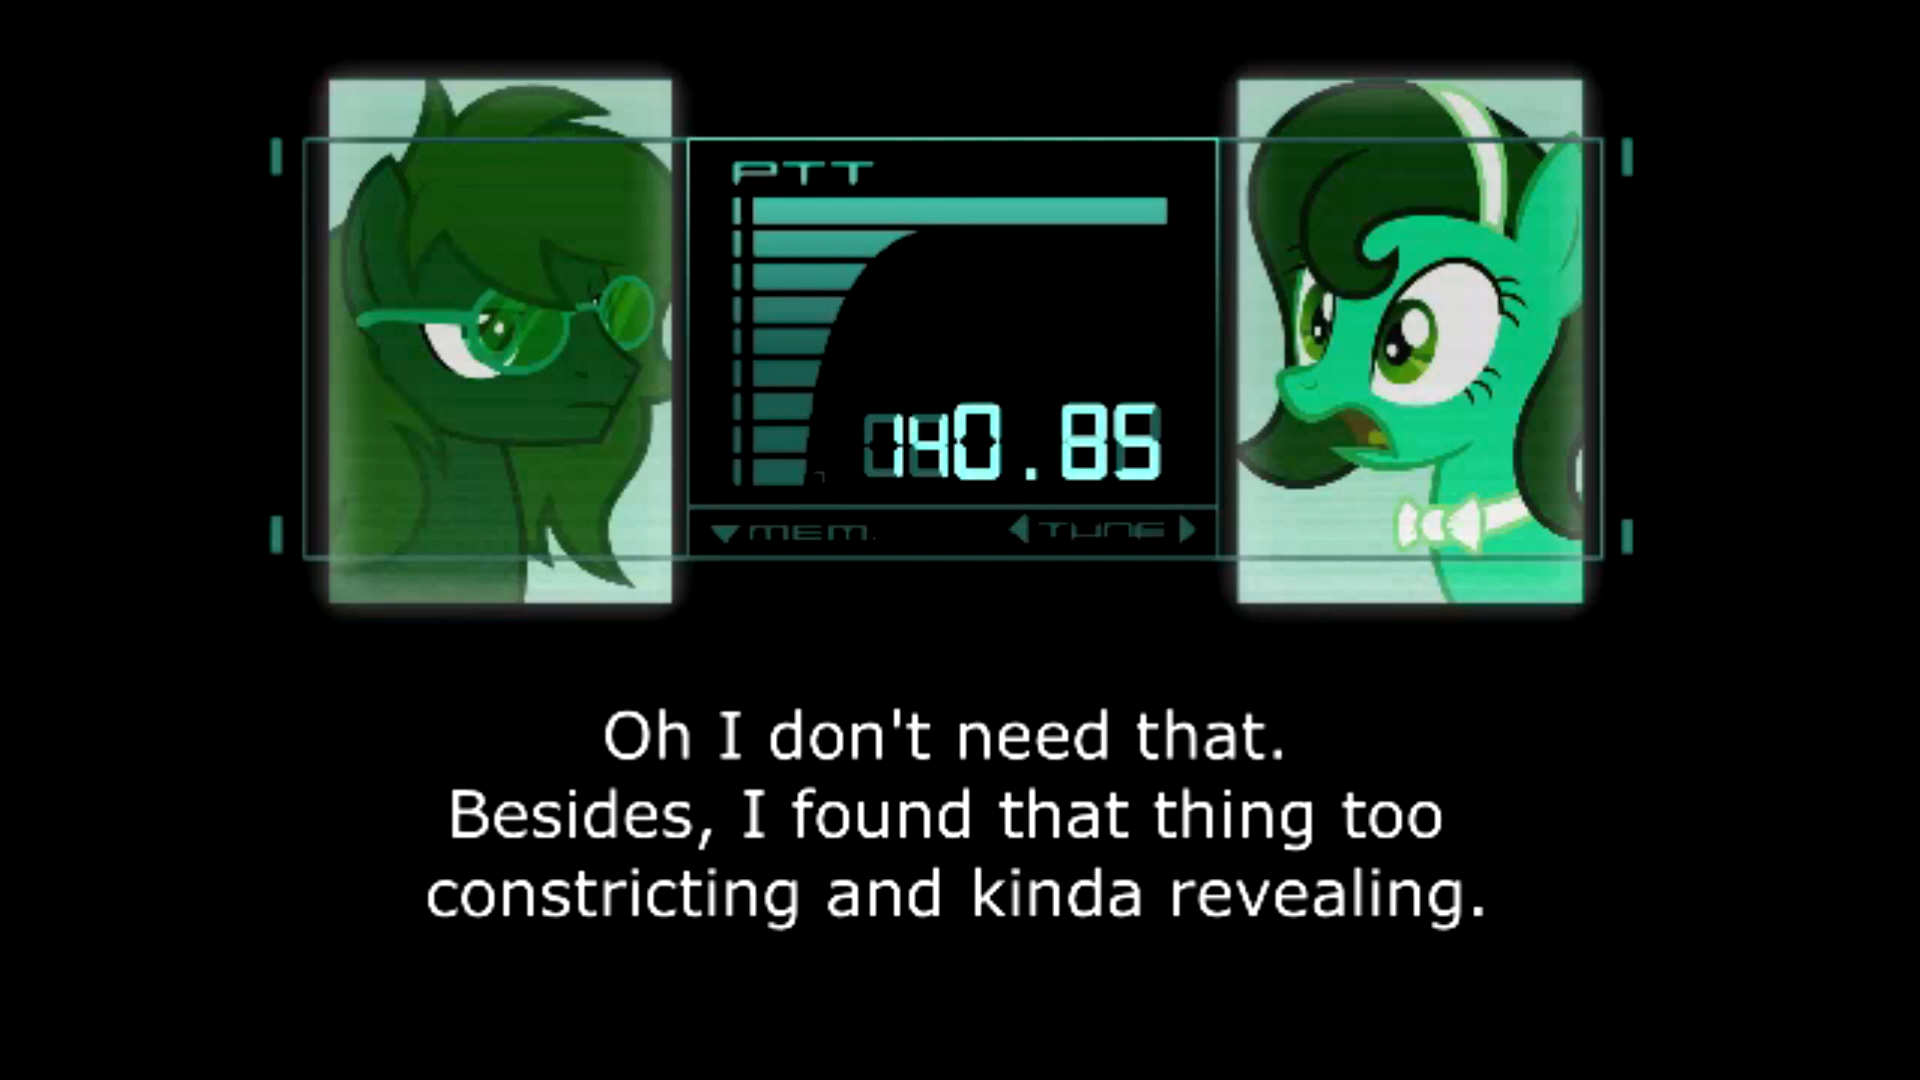 PTT
140.85
MEM.
TUNE
Oh I don't need that.
Besides, I found that thing too
constricting and kinda revealing.